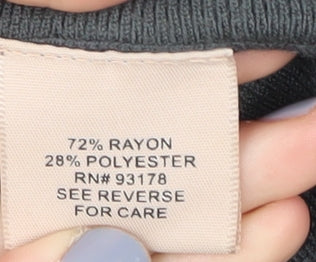 72% RAYON
28% POLYESTER
RN# 93178
SEE REVERSE
FOR CARE